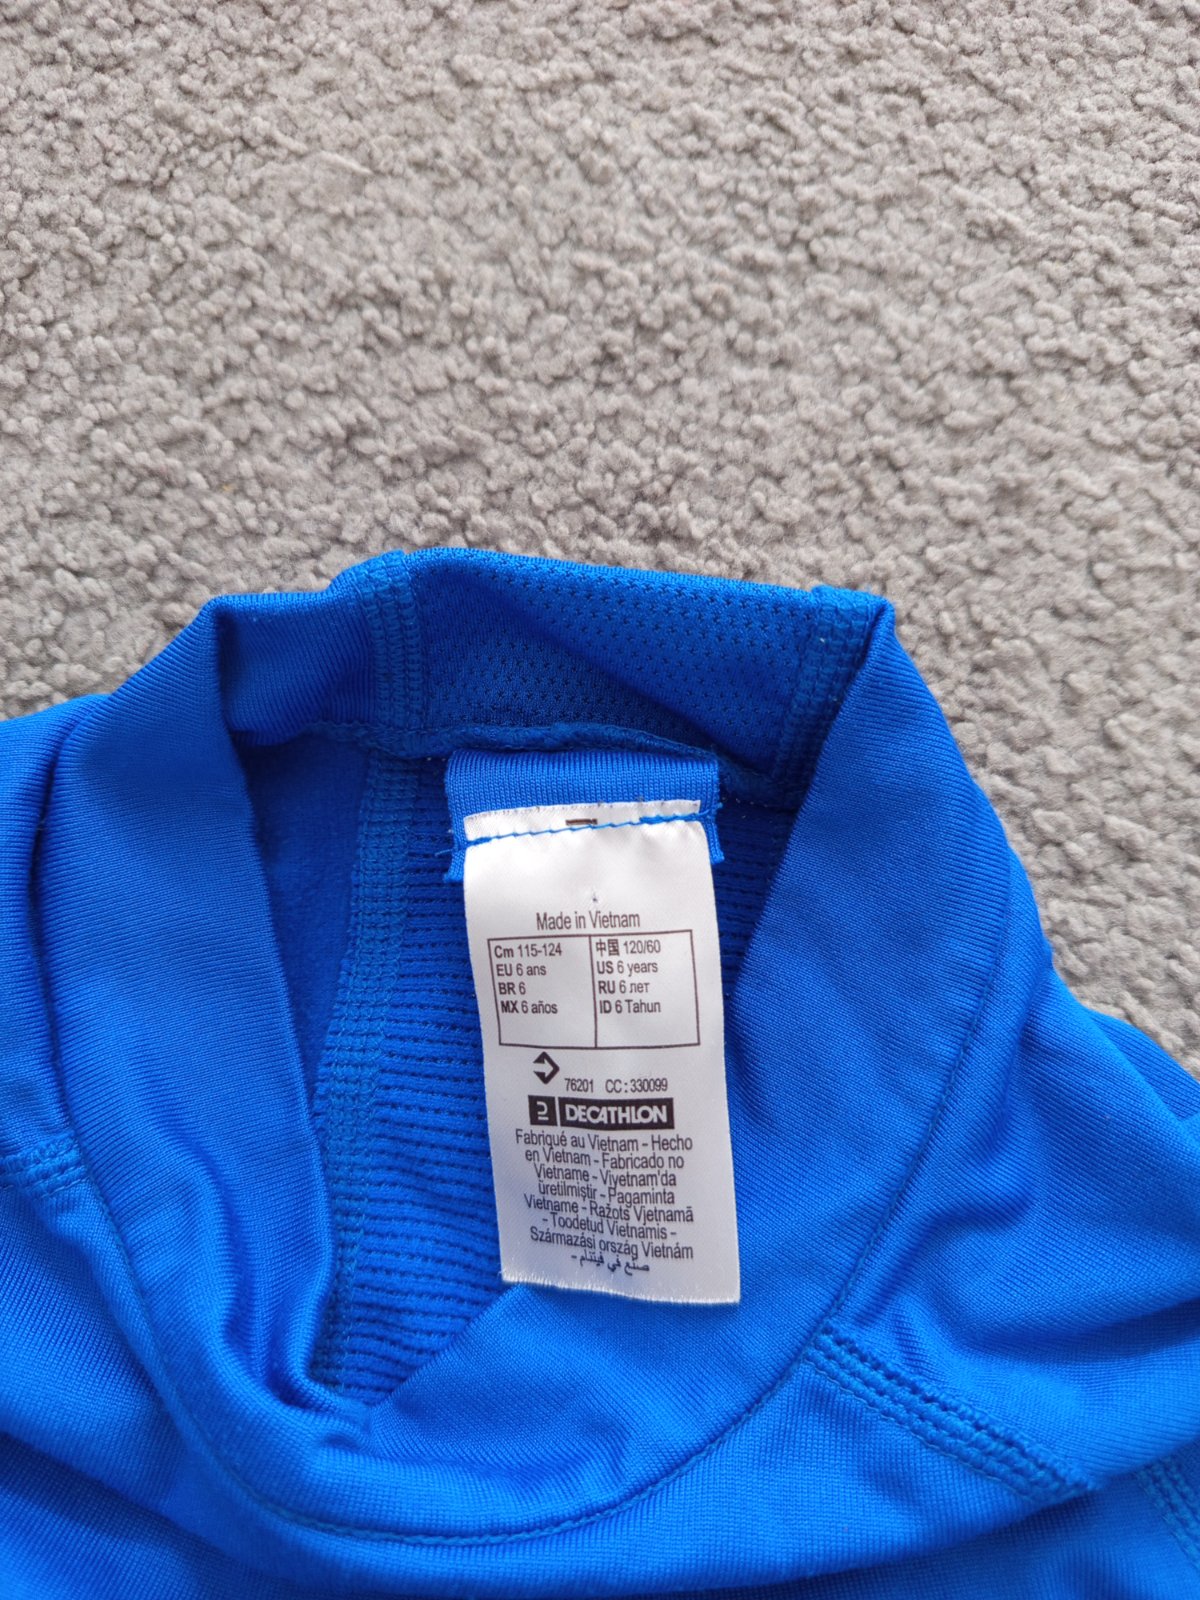 Made in Vietnam
Cm 115-124
EU 6 ans
BR 6
MX 6 años
中国 120/60
US 6 years
RU 6 лет
ID 6 Tahun
76201 CC : 330099
DECATHLON
Fabriqué au Vietnam - Hecho
en Vietnam - Fabricado no
Vietname - Viyetnam'da
üretilmiştir - Pagaminta
Vietname - Ražots Vjetnamā
- Toodetud Vietnamis -
Származási ország Vietnám
- صنع في فيتنام